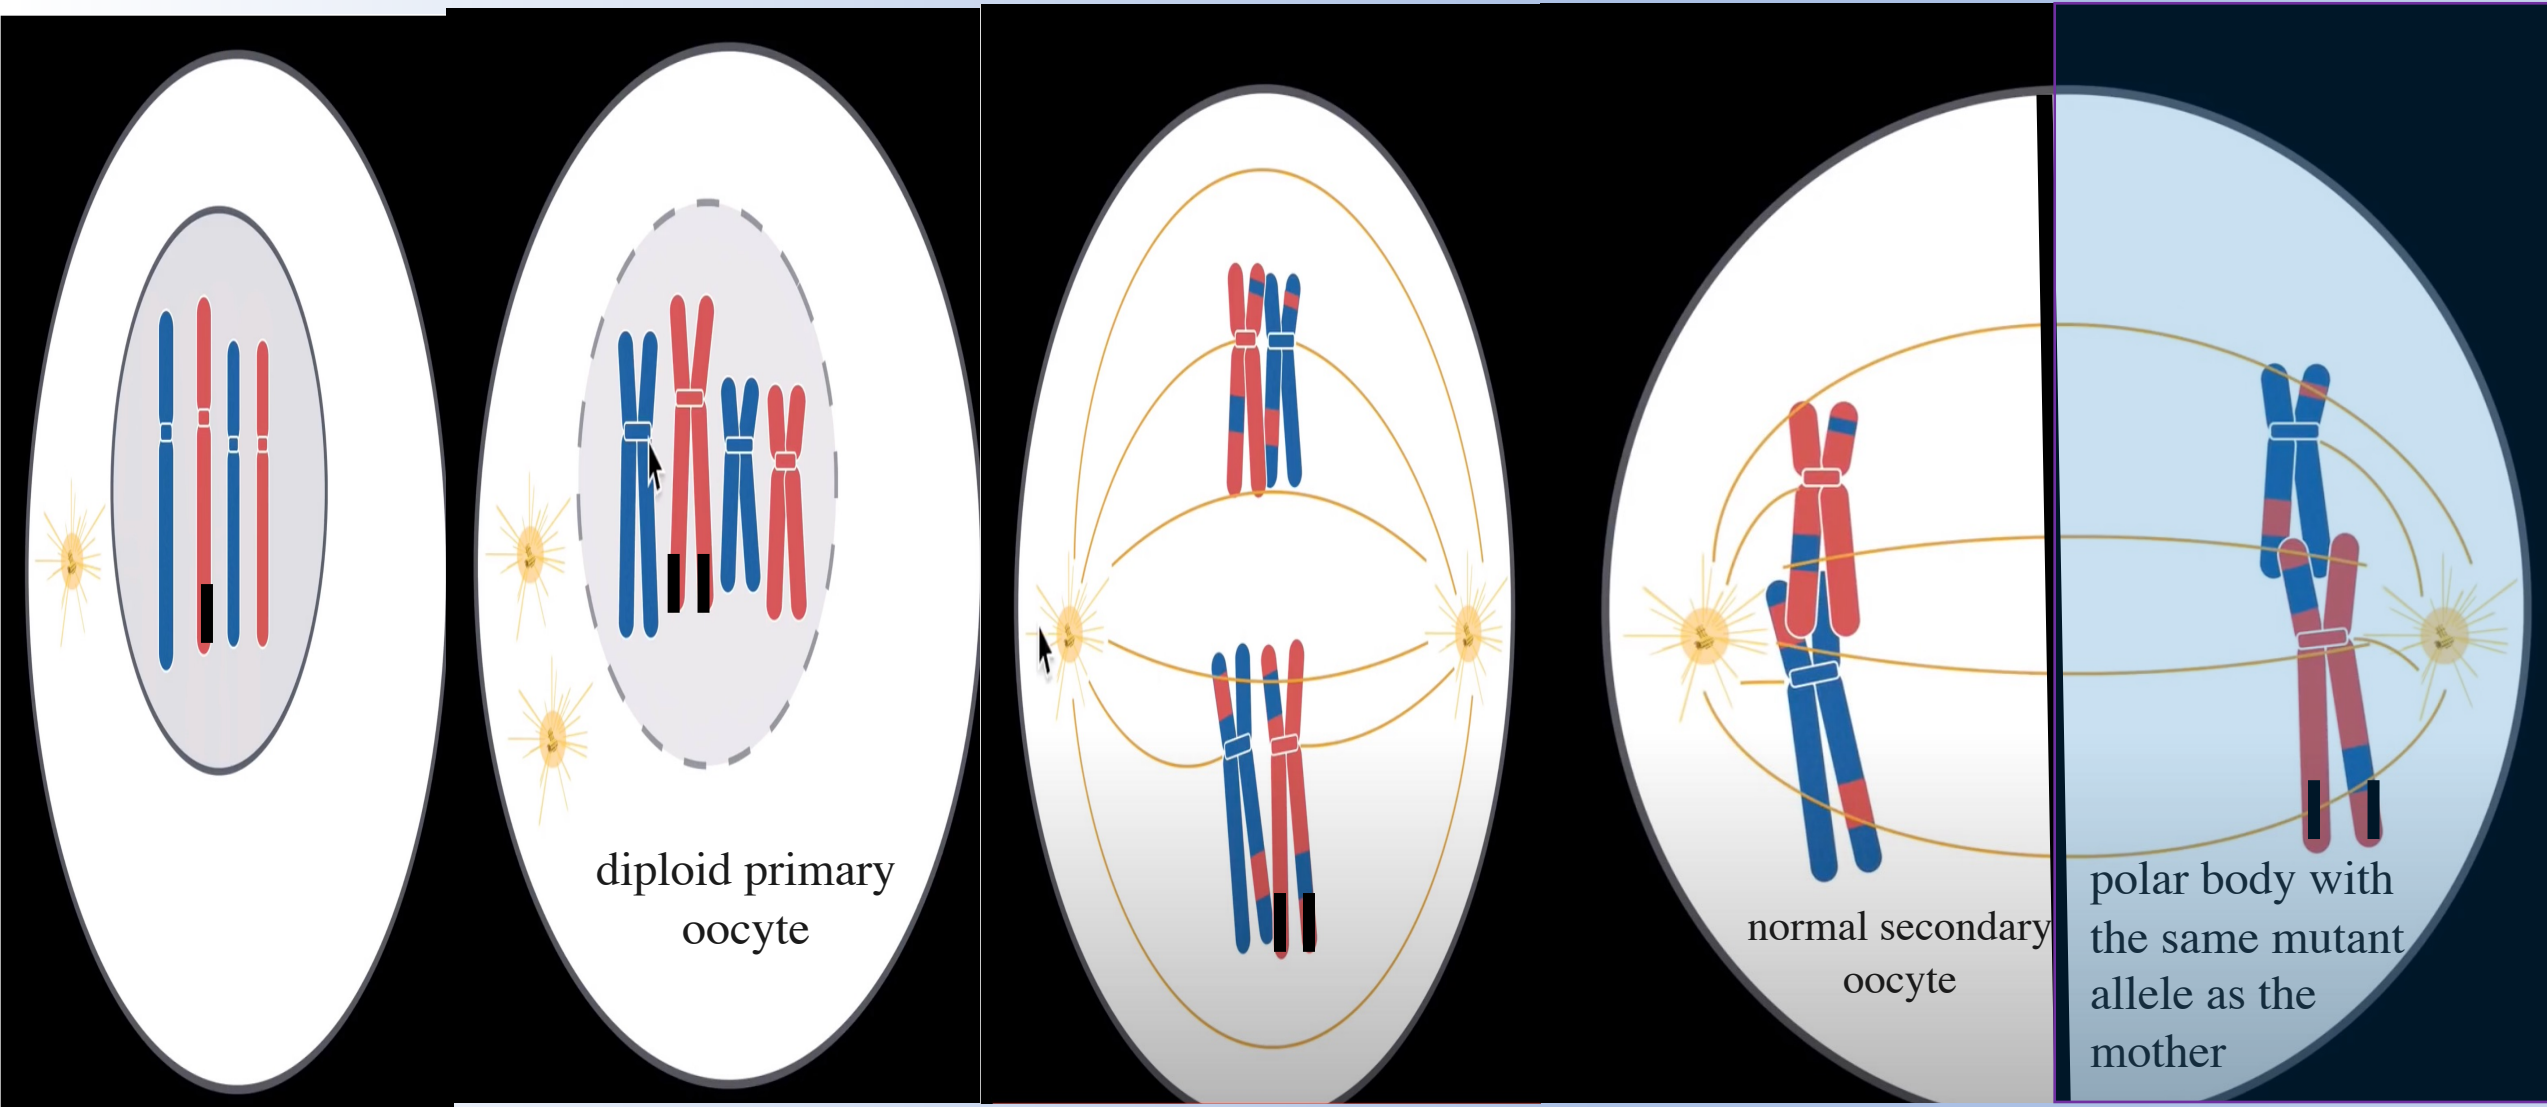 diploid primary
oocyte
normal secondary
oocyte
polar body with
the same mutant
allele as the
mother